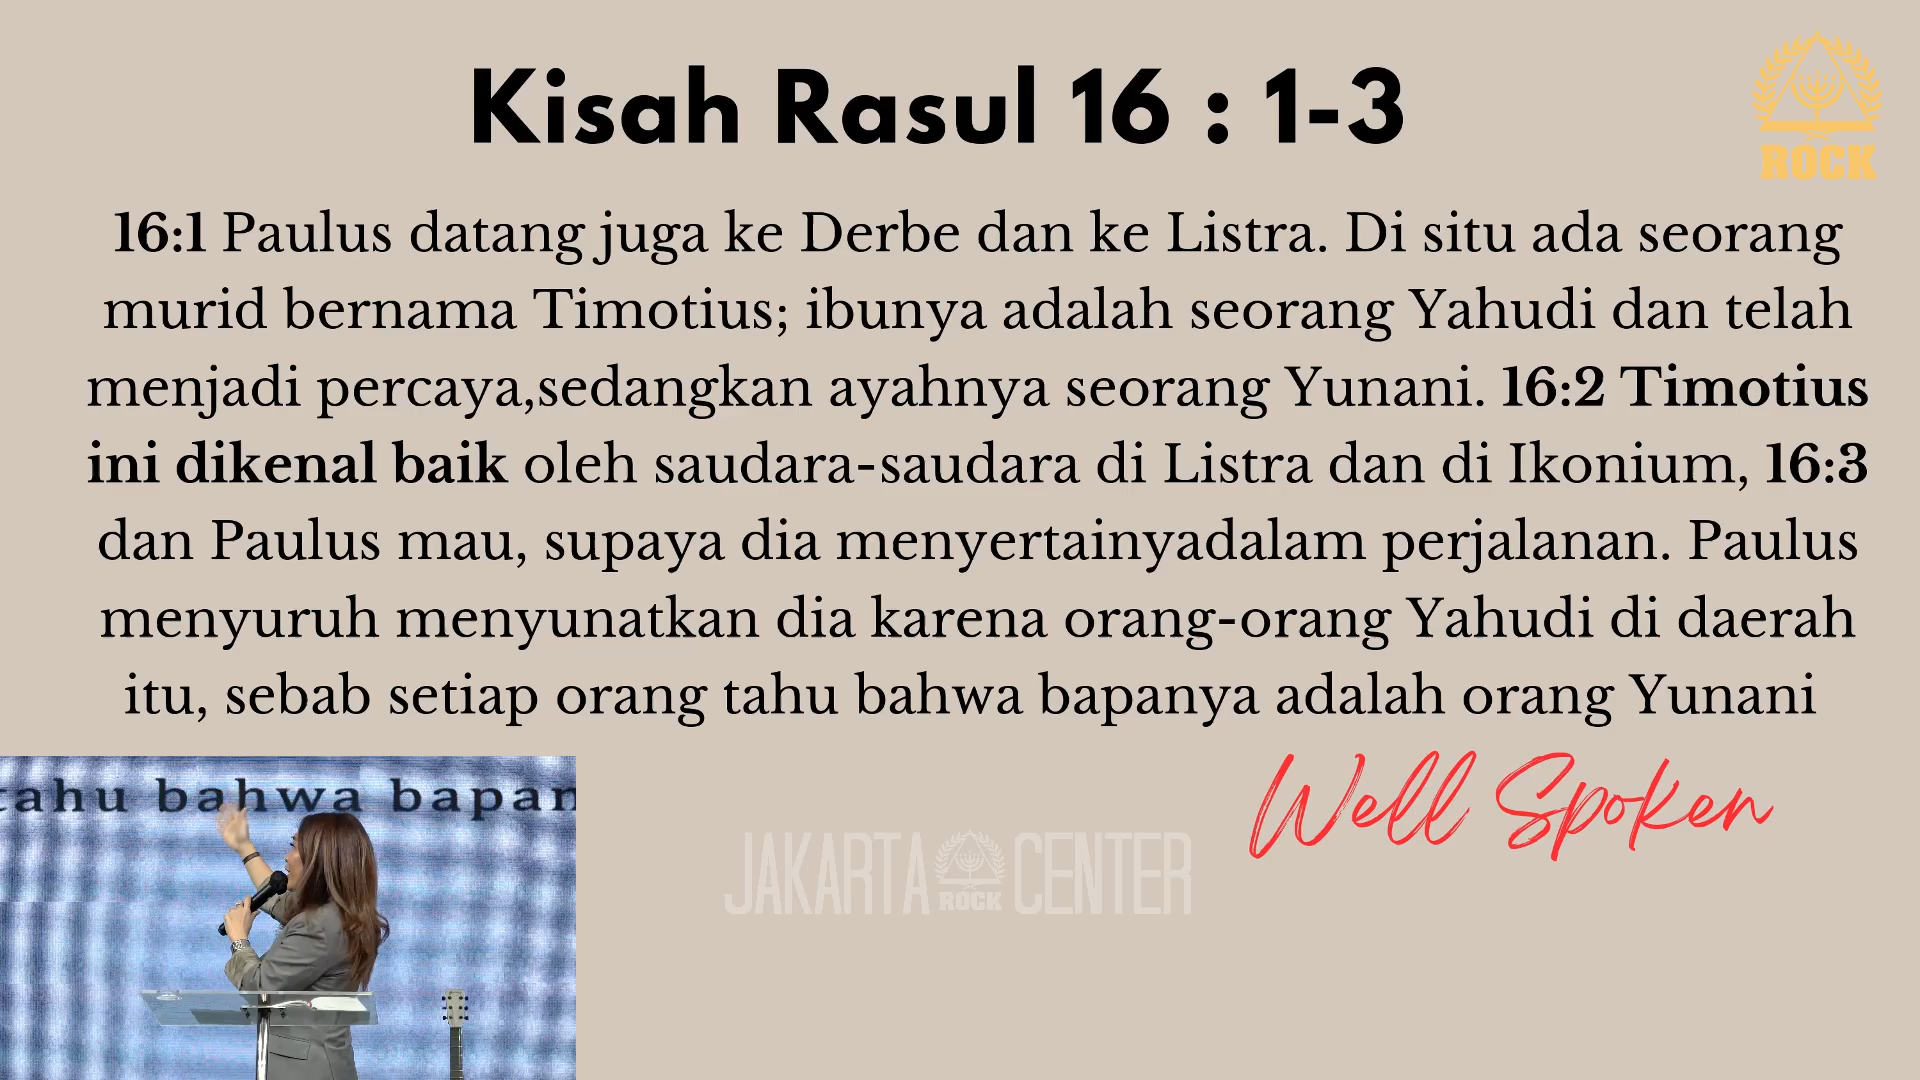 Kisah Rasul 16 : 1-3
ROCK
16:1 Paulus datang juga ke Derbe dan ke Listra. Di situ ada seorang
murid bernama Timotius; ibunya adalah seorang Yahudi dan telah
menjadi percaya,sedangkan ayahnya seorang Yunani. 16:2 Timotius
ini dikenal baik oleh saudara-saudara di Listra dan di Ikonium, 16:3
dan Paulus mau, supaya dia menyertainyadalam perjalanan. Paulus
menyuruh menyunatkan dia karena orang-orang Yahudi di daerah
itu, sebab setiap orang tahu bahwa bapanya adalah orang Yunani
Well Spoken
tahu bahwa bapan
JAKARTA ROCK CENTER